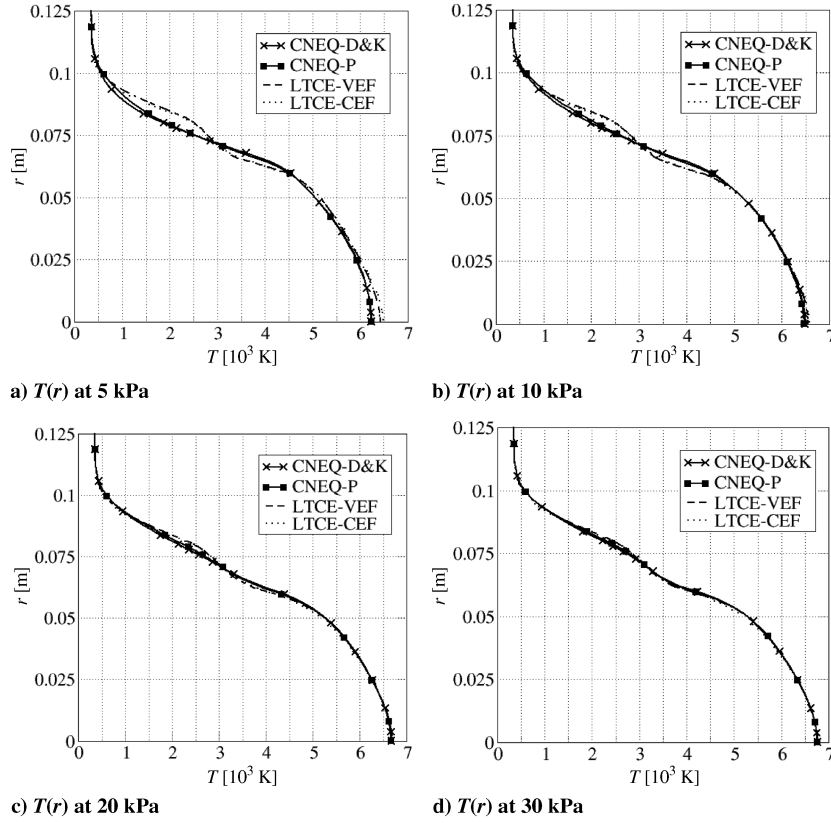 0.125
0.1
0.075
0.05
0.025
0
r [m]
CNEQ-D&K
CNEQ-P
LTCE-VEF
LTCE-CEF
0 1 2 3 4 5 6 7
T [10³ K]
a) T(r) at 5 kPa
0.125
0.1
0.075
0.05
0.025
0
r [m]
CNEQ-D&K
CNEQ-P
LTCE-VEF
LTCE-CEF
0 1 2 3 4 5 6 7
T [10³ K]
b) T(r) at 10 kPa
0.125
0.1
0.075
0.05
0.025
0
r [m]
CNEQ-D&K
CNEQ-P
LTCE-VEF
LTCE-CEF
0 1 2 3 4 5 6 7
T [10³ K]
c) T(r) at 20 kPa
0.125
0.1
0.075
0.05
0.025
0
r [m]
CNEQ-D&K
CNEQ-P
LTCE-VEF
LTCE-CEF
0 1 2 3 4 5 6 7
T [10³ K]
d) T(r) at 30 kPa